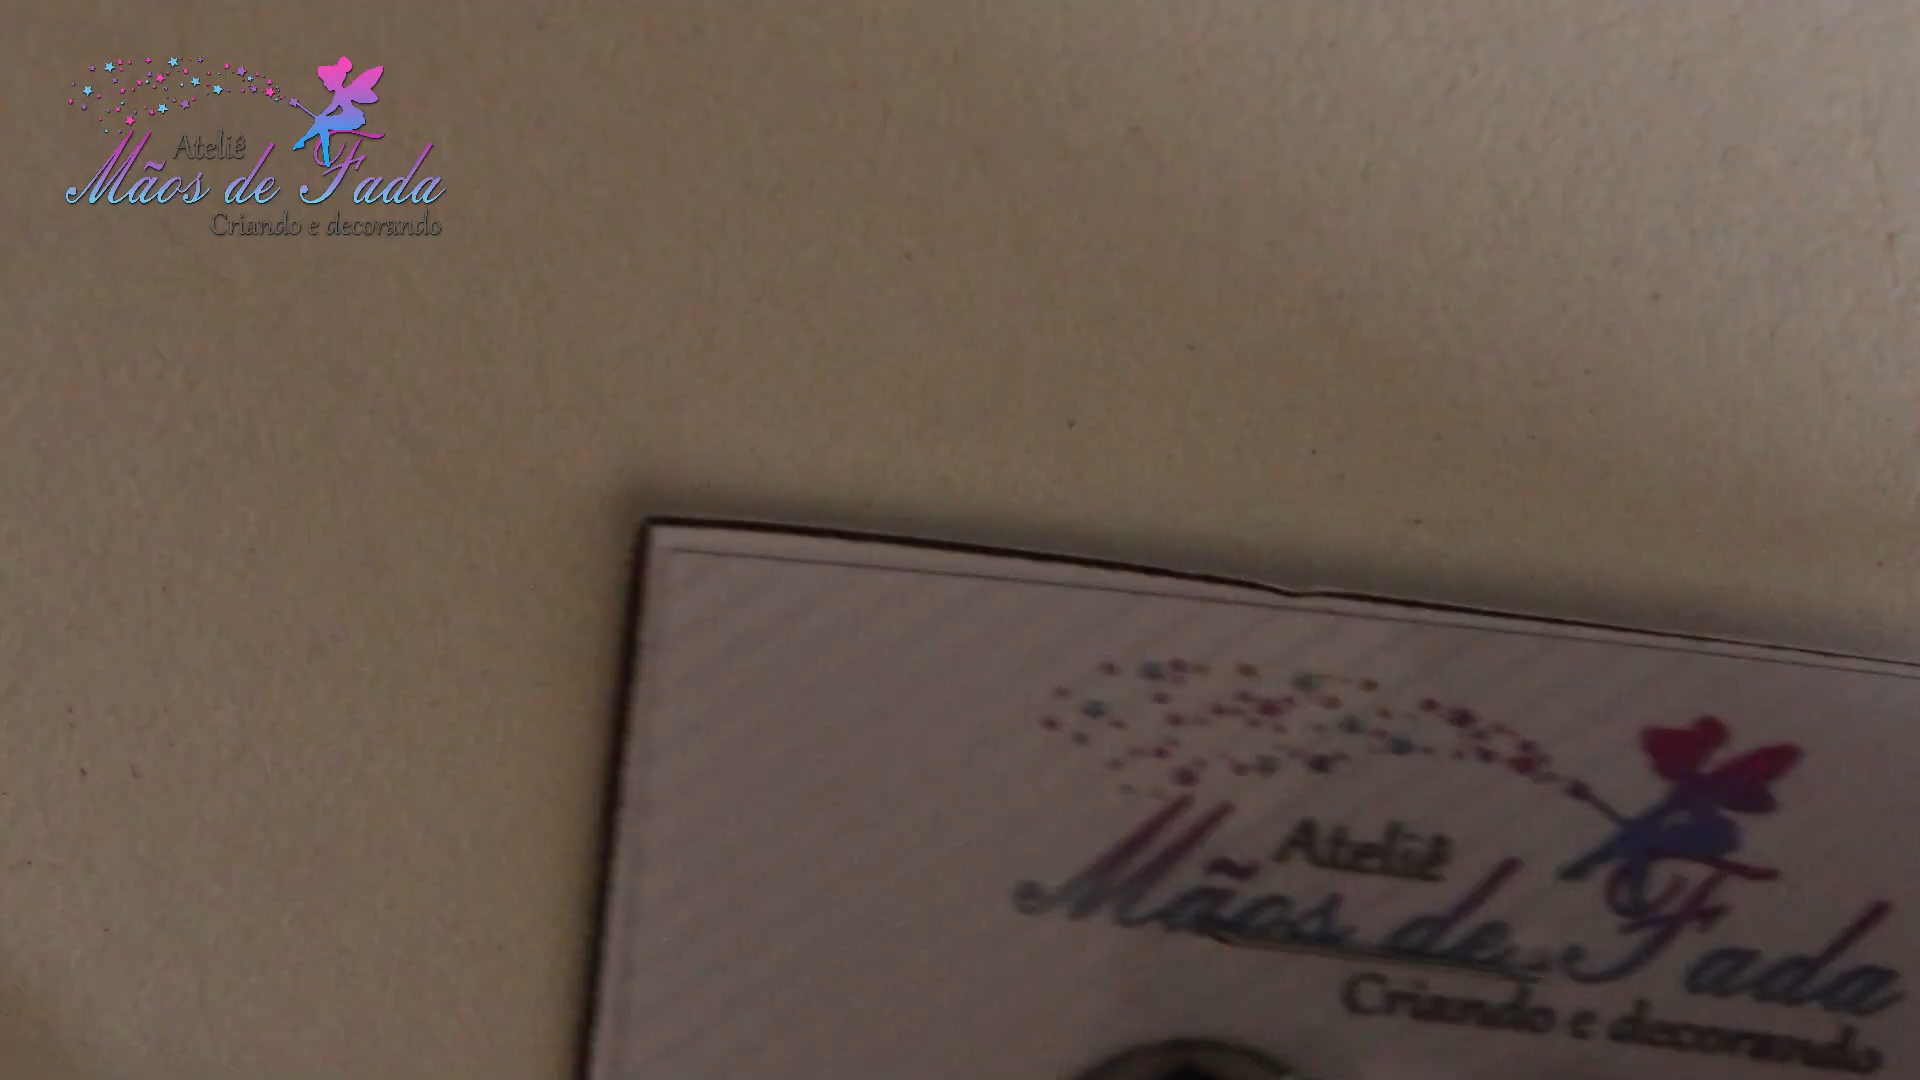 Ateliê
Mãos de Fada
Criando e decorando
Ateliê
Mãos de Fada
Criando e decorando